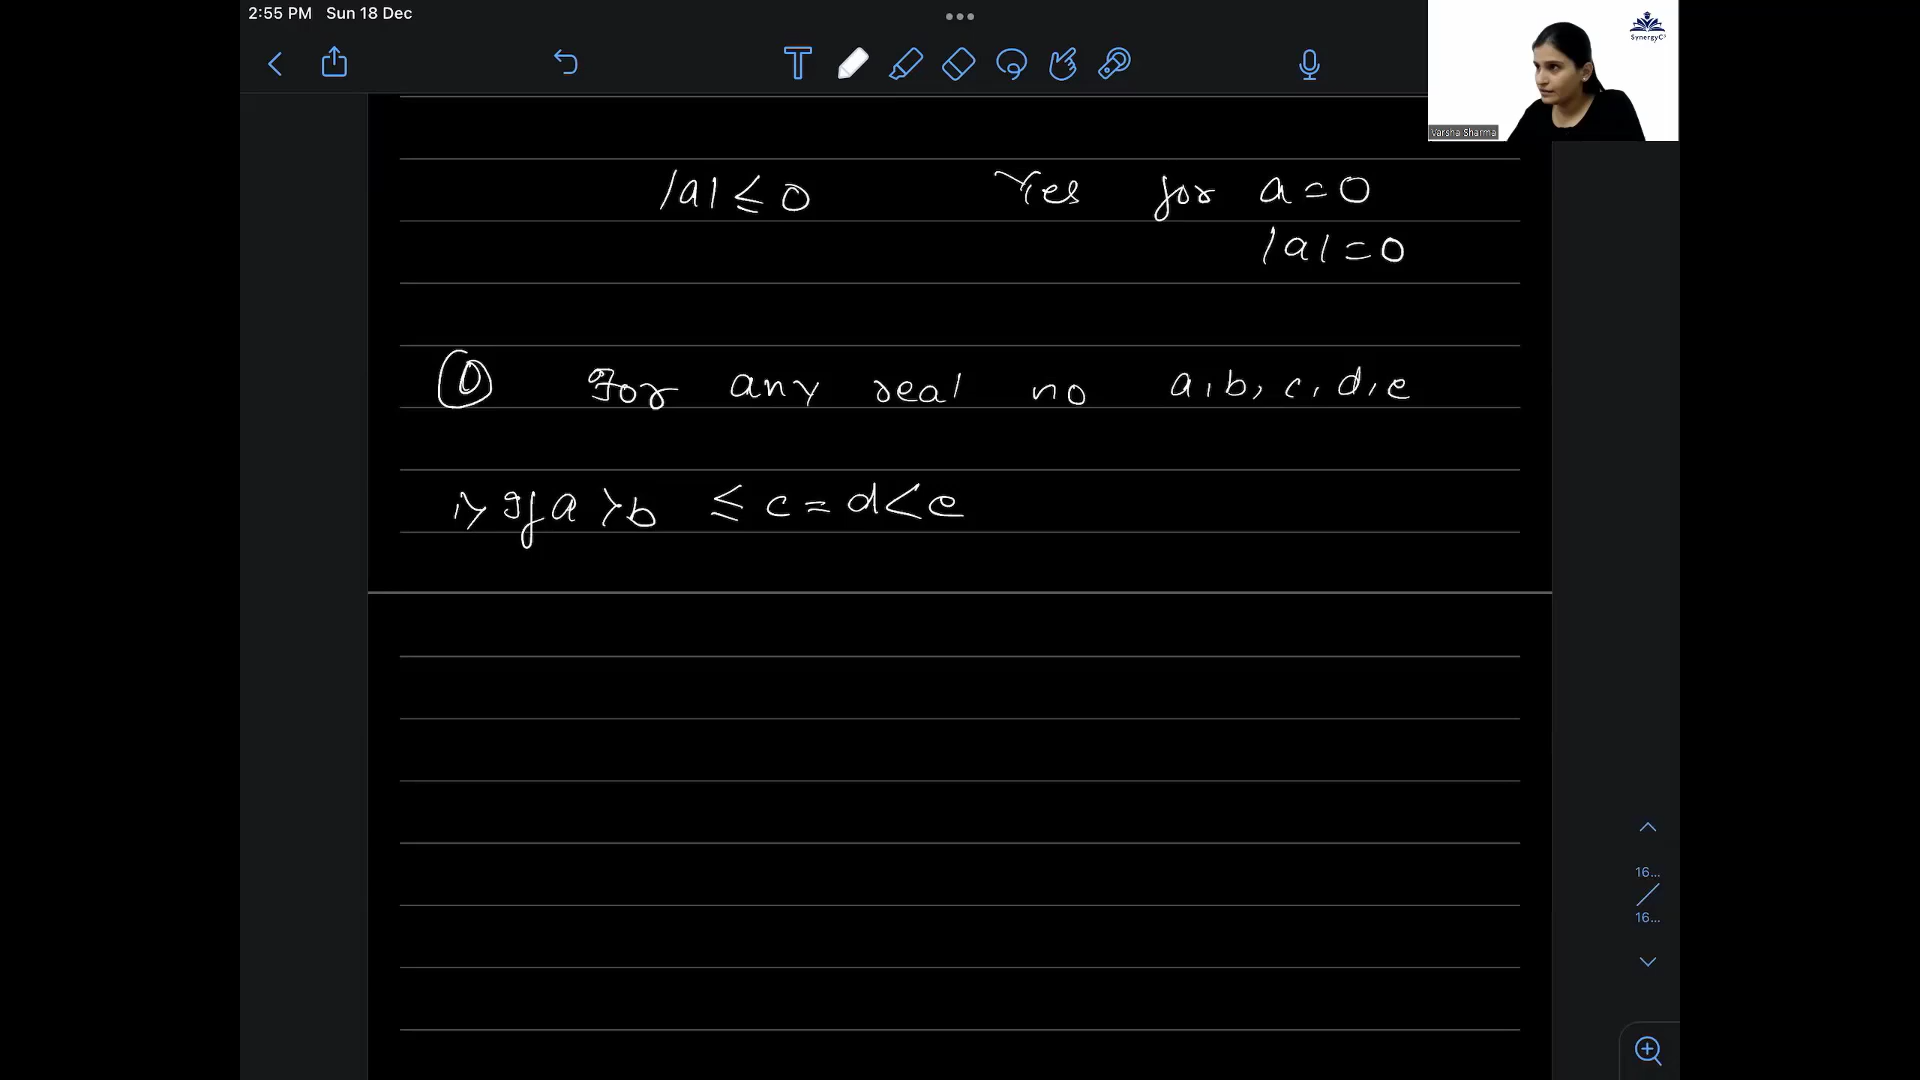 2:55 PM Sun 18 Dec
SynergyC²
Varsha Sharma
|a| ≤ 0 Yes for a = 0
|a| = 0
① For any real no a, b, c, d, e
i> If a > b ≤ c = d < e
16...
16...